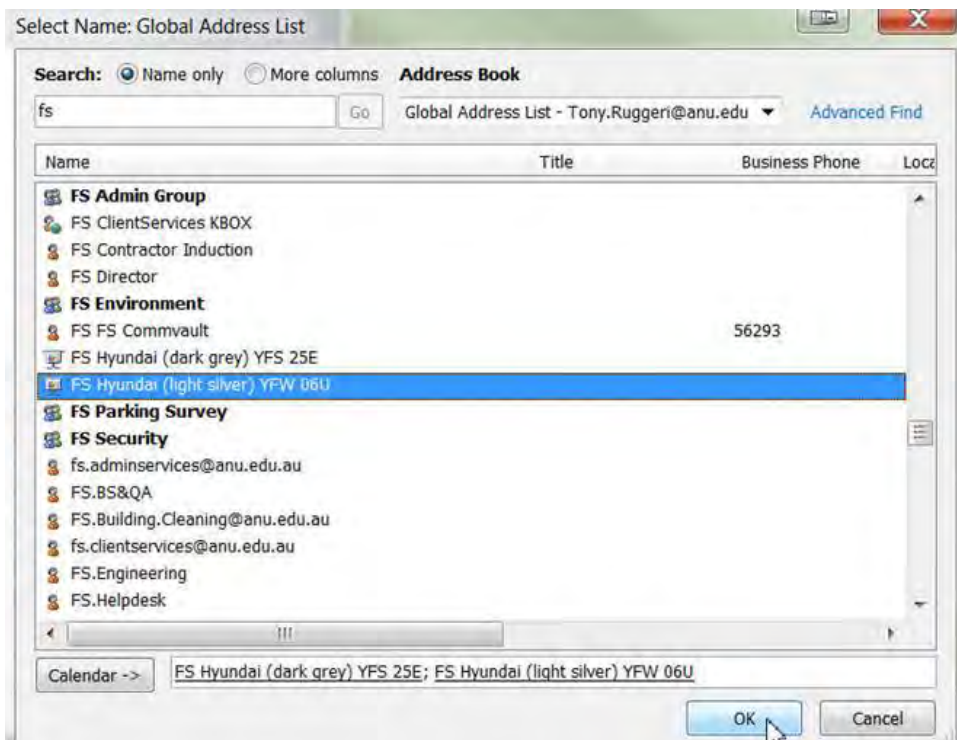 Select Name: Global Address List
Search: Name only More columns Address Book
fs Go Global Address List - Tony.Ruggeri@anu.edu Advanced Find
Name Title Business Phone Loca
FS Admin Group
FS ClientServices KBOX
FS Contractor Induction
FS Director
FS Environment
FS FS Commvault 56293
FS Hyundai (dark grey) YFS 25E
FS Hyundai (light silver) YFW 06U
FS Parking Survey
FS Security
fs.adminservices@anu.edu.au
FS.BS&QA
FS.Building.Cleaning@anu.edu.au
fs.clientservices@anu.edu.au
FS.Engineering
FS.Helpdesk
Calendar -> FS Hyundai (dark grey) YFS 25E; FS Hyundai (light silver) YFW 06U
OK Cancel